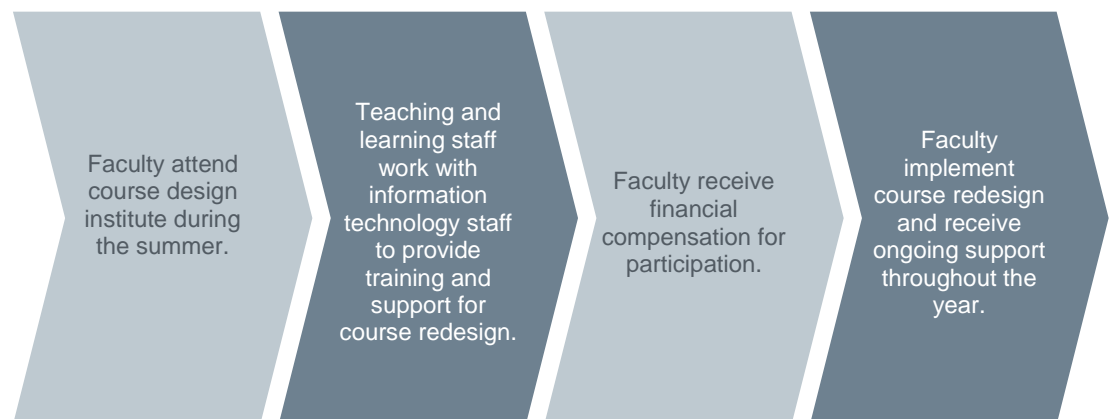 Faculty attend
course design
institute during
the summer.
Teaching and
learning staff
work with
information
technology staff
to provide
training and
support for
course redesign.
Faculty receive
financial
compensation for
participation.
Faculty
implement
course redesign
and receive
ongoing support
throughout the
year.